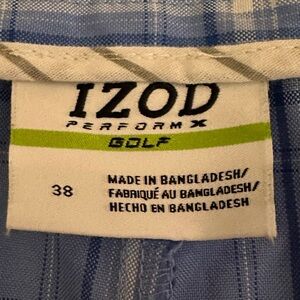 IZOD
PERFORMX
GOLF
38
MADE IN BANGLADESH/
FABRIQUÉ AU BANGLADESH/
HECHO EN BANGLADESH